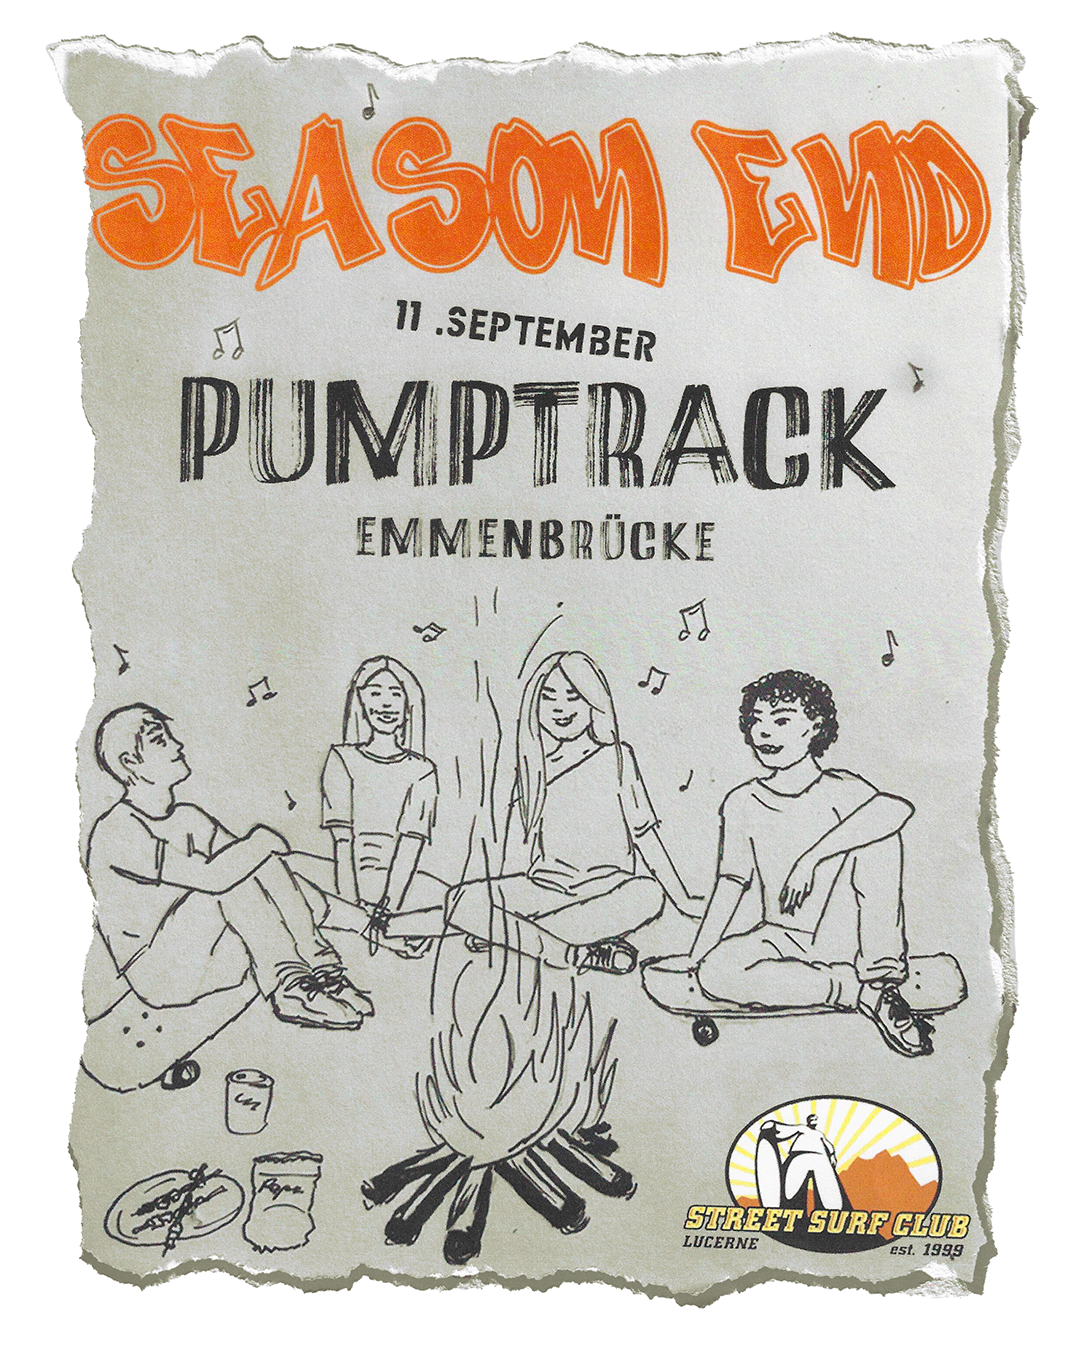 SEASON END
11 .SEPTEMBER
PUMPTRACK
EMMENBRÜCKE
STREET SURF CLUB
LUCERNE est. 1999